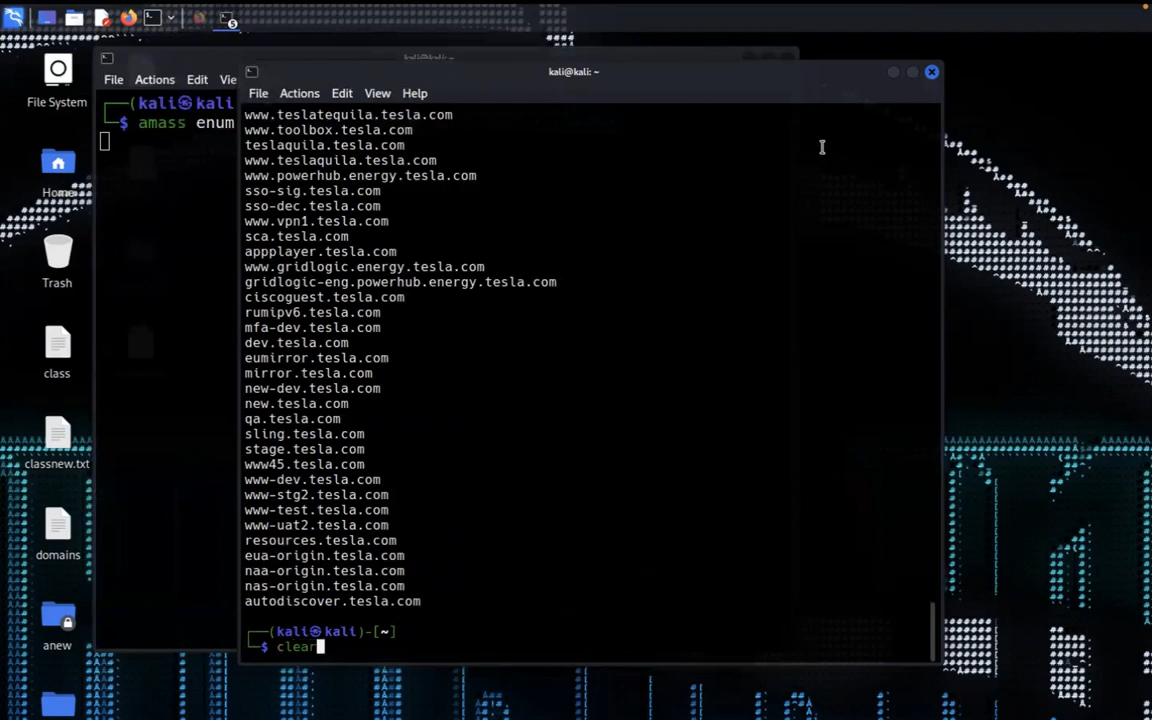 5
kali@kali: ~
File Actions Edit Vie
kali@kali: ~
File Actions Edit View Help
┌──(kali㉿kali
└─$ amass enum
www.teslatequila.tesla.com
www.toolbox.tesla.com
teslaquila.tesla.com
www.teslaquila.tesla.com
www.powerhub.energy.tesla.com
sso-sig.tesla.com
sso-dec.tesla.com
www.vpn1.tesla.com
sca.tesla.com
appplayer.tesla.com
www.gridlogic.energy.tesla.com
gridlogic-eng.powerhub.energy.tesla.com
ciscoguest.tesla.com
rumipv6.tesla.com
mfa-dev.tesla.com
dev.tesla.com
eumirror.tesla.com
mirror.tesla.com
new-dev.tesla.com
new.tesla.com
qa.tesla.com
sling.tesla.com
stage.tesla.com
www45.tesla.com
www-dev.tesla.com
www-stg2.tesla.com
www-test.tesla.com
www-uat2.tesla.com
resources.tesla.com
eua-origin.tesla.com
naa-origin.tesla.com
nas-origin.tesla.com
autodiscover.tesla.com
┌──(kali㉿kali)-[~]
└─$ clear
File System
Home
Trash
class
classnew.txt
domains
anew